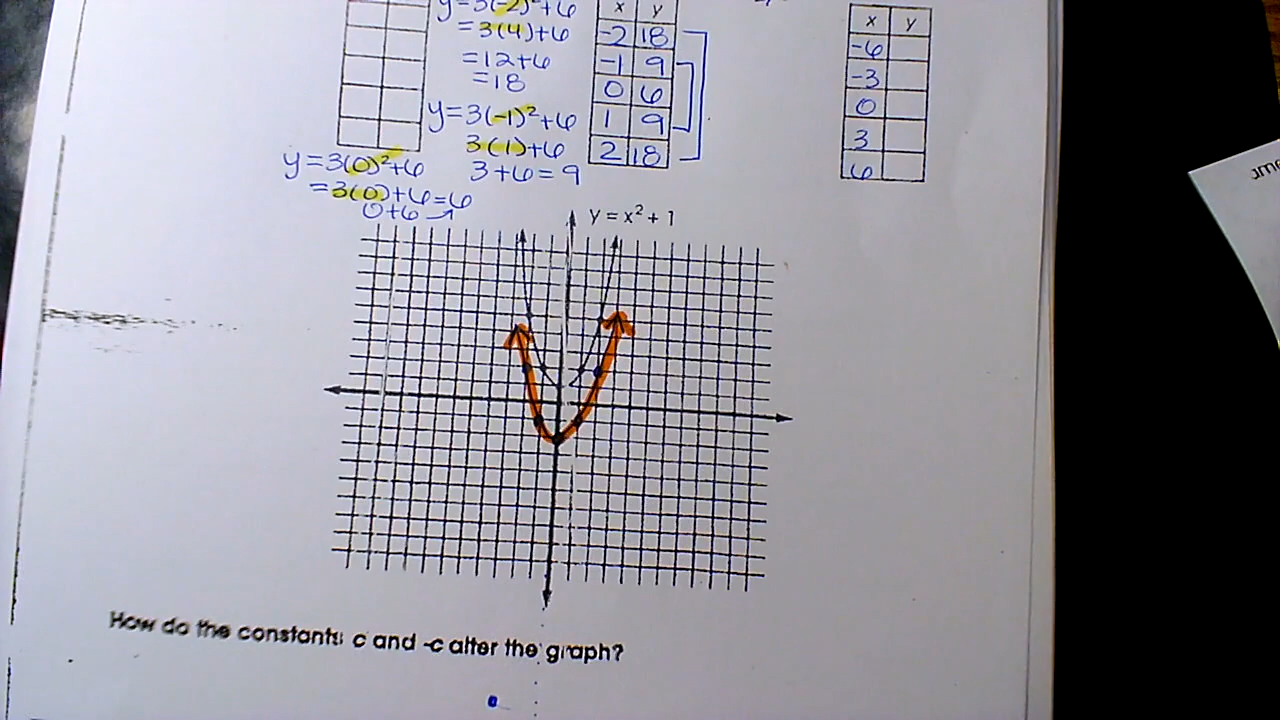 y=3(-2)²+6
=3(4)+6
=12+6
=18
y=3(-1)²+6
3(1)+6
3+6=9
y=3(0)²+6
=3(0)+6=6
0+6
x y
-2 18
-1 9
0 6
1 9
2 18
x y
-6
-3
0
3
6
y = x² + 1
How do the constants c and -c alter the graph?